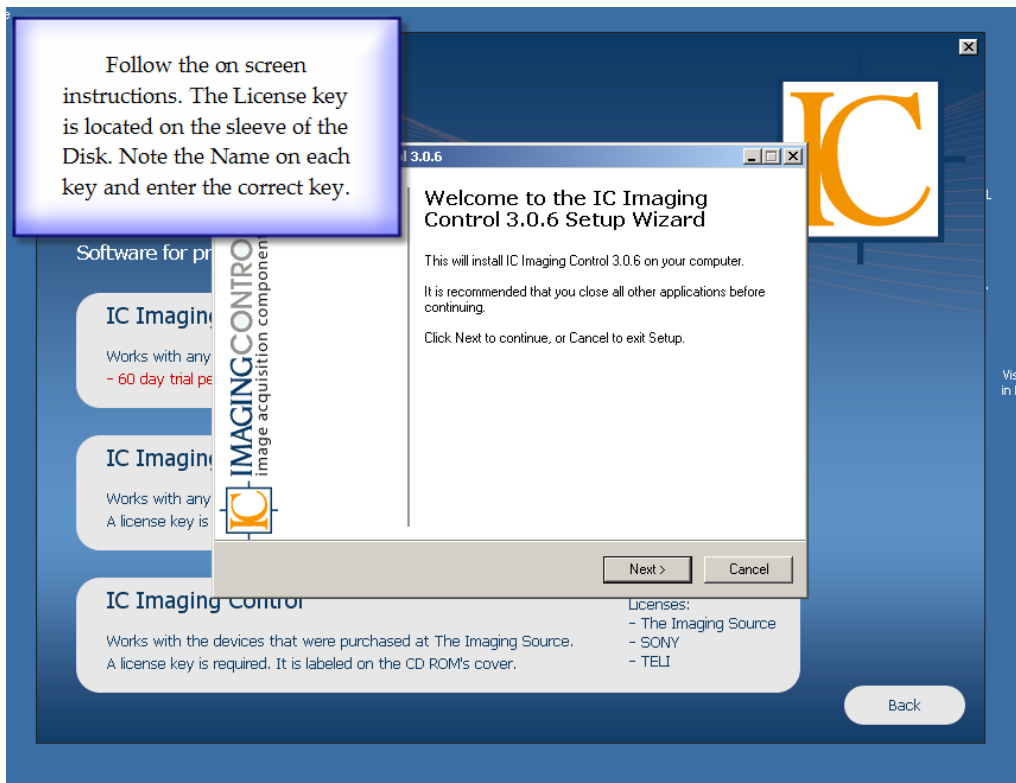 Follow the on screen
instructions. The License key
is located on the sleeve of the
Disk. Note the Name on each
key and enter the correct key.
3.0.6
IC
Welcome to the IC Imaging
Control 3.0.6 Setup Wizard
This will install IC Imaging Control 3.0.6 on your computer.
It is recommended that you close all other applications before
continuing.
Click Next to continue, or Cancel to exit Setup.
IC IMAGINGCONTRO
image acquisition component
Next >
Cancel
Software for pr
IC Imaging
Works with any
- 60 day trial pe
IC Imaging
Works with any
A license key is
IC Imaging Control
Works with the devices that were purchased at The Imaging Source.
A license key is required. It is labeled on the CD ROM's cover.
Licenses:
- The Imaging Source
- SONY
- TELI
Back
Vis
in